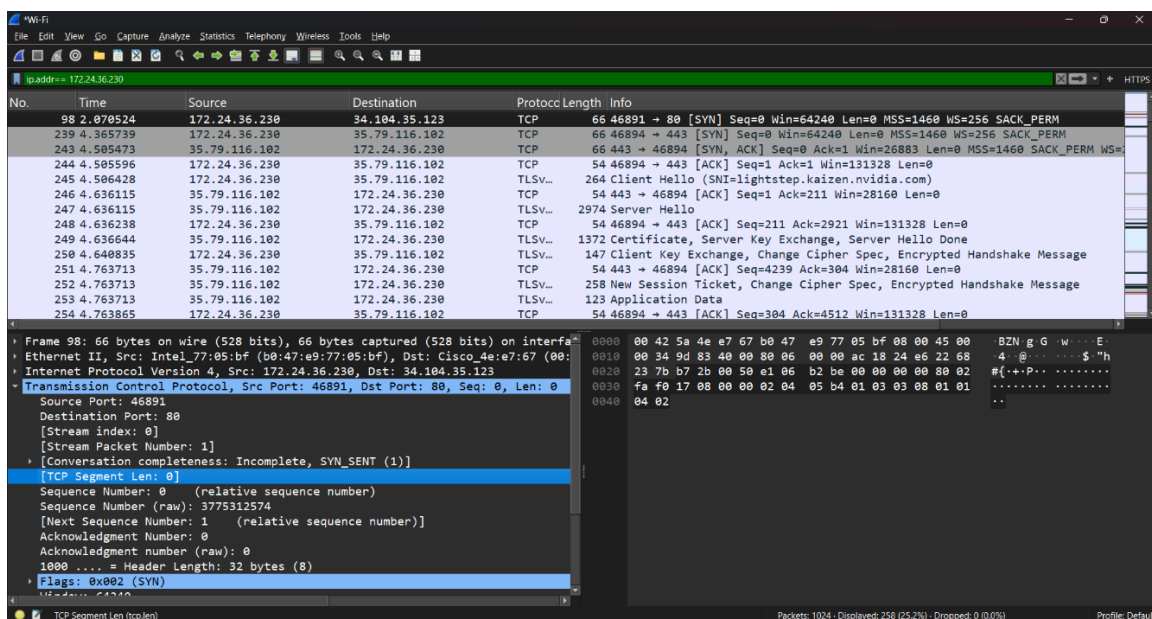 *Wi-Fi
File Edit View Go Capture Analyze Statistics Telephony Wireless Tools Help
ip.addr== 172.24.36.230
HTTPS
No. Time Source Destination Protocc Length Info
98 2.070524 172.24.36.230 34.104.35.123 TCP 66 46891 → 80 [SYN] Seq=0 Win=64240 Len=0 MSS=1460 WS=256 SACK_PERM
239 4.365739 172.24.36.230 35.79.116.102 TCP 66 46894 → 443 [SYN] Seq=0 Win=64240 Len=0 MSS=1460 WS=256 SACK_PERM
243 4.505473 35.79.116.102 172.24.36.230 TCP 66 443 → 46894 [SYN, ACK] Seq=0 Ack=1 Win=26883 Len=0 MSS=1460 SACK_PERM WS=
244 4.505596 172.24.36.230 35.79.116.102 TCP 54 46894 → 443 [ACK] Seq=1 Ack=1 Win=131328 Len=0
245 4.506428 172.24.36.230 35.79.116.102 TLSv… 264 Client Hello (SNI=lightstep.kaizen.nvidia.com)
246 4.636115 35.79.116.102 172.24.36.230 TCP 54 443 → 46894 [ACK] Seq=1 Ack=211 Win=28160 Len=0
247 4.636115 35.79.116.102 172.24.36.230 TLSv… 2974 Server Hello
248 4.636238 172.24.36.230 35.79.116.102 TCP 54 46894 → 443 [ACK] Seq=211 Ack=2921 Win=131328 Len=0
249 4.636644 35.79.116.102 172.24.36.230 TLSv… 1372 Certificate, Server Key Exchange, Server Hello Done
250 4.640835 172.24.36.230 35.79.116.102 TLSv… 147 Client Key Exchange, Change Cipher Spec, Encrypted Handshake Message
251 4.763713 35.79.116.102 172.24.36.230 TCP 54 443 → 46894 [ACK] Seq=4239 Ack=304 Win=28160 Len=0
252 4.763713 35.79.116.102 172.24.36.230 TLSv… 258 New Session Ticket, Change Cipher Spec, Encrypted Handshake Message
253 4.763713 35.79.116.102 172.24.36.230 TLSv… 123 Application Data
254 4.763865 172.24.36.230 35.79.116.102 TCP 54 46894 → 443 [ACK] Seq=304 Ack=4512 Win=131328 Len=0
Frame 98: 66 bytes on wire (528 bits), 66 bytes captured (528 bits) on interfa
Ethernet II, Src: Intel_77:05:bf (b0:47:e9:77:05:bf), Dst: Cisco_4e:e7:67 (00:
Internet Protocol Version 4, Src: 172.24.36.230, Dst: 34.104.35.123
Transmission Control Protocol, Src Port: 46891, Dst Port: 80, Seq: 0, Len: 0
Source Port: 46891
Destination Port: 80
[Stream index: 0]
[Stream Packet Number: 1]
[Conversation completeness: Incomplete, SYN_SENT (1)]
[TCP Segment Len: 0]
Sequence Number: 0 (relative sequence number)
Sequence Number (raw): 3775312574
[Next Sequence Number: 1 (relative sequence number)]
Acknowledgment Number: 0
Acknowledgment number (raw): 0
1000 .... = Header Length: 32 bytes (8)
Flags: 0x002 (SYN)
Window: 64240
0000 00 42 5a 4e e7 67 b0 47 e9 77 05 bf 08 00 45 00 ·BZN·g·G ·w····E·
0010 00 34 9d 83 40 00 80 06 00 00 ac 18 24 e6 22 68 ·4··@··· ····$·"h
0020 23 7b b7 2b 00 50 e1 06 b2 be 00 00 00 00 80 02 #{·+·P·· ········
0030 fa f0 17 08 00 00 02 04 05 b4 01 03 03 08 01 01 ········ ········
0040 04 02 ··
TCP Segment Len (tcp.len)
Packets: 1024 · Displayed: 258 (25.2%) · Dropped: 0 (0.0%)
Profile: Defaul